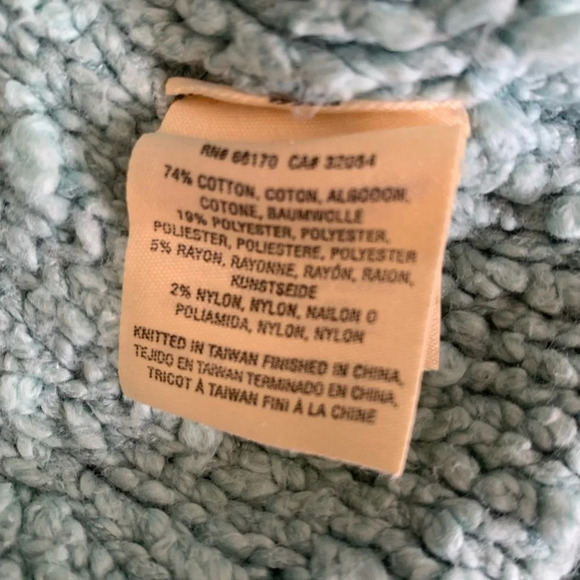 RN# 66170 CA# 32054
74% COTTON, COTON, ALGODON,
COTONE, BAUMWOLLE
19% POLYESTER, POLYESTER,
POLIESTER, POLIESTERE, POLYESTER
5% RAYON, RAYONNE, RAYÓN, RAION,
KUNSTSEIDE
2% NYLON, NYLON, NAILON O
POLIAMIDA, NYLON, NYLON
KNITTED IN TAIWAN FINISHED IN CHINA,
TEJIDO EN TAIWAN TERMINADO EN CHINA,
TRICOT À TAIWAN FINI À LA CHINE